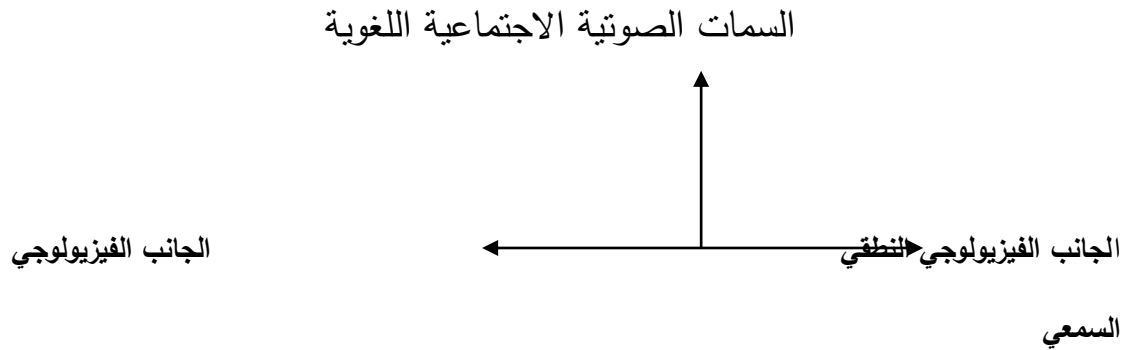 السمات الصوتية الاجتماعية اللغوية
الجانب الفيزيولوجي النطقي الجانب الفيزيولوجي
السمعي